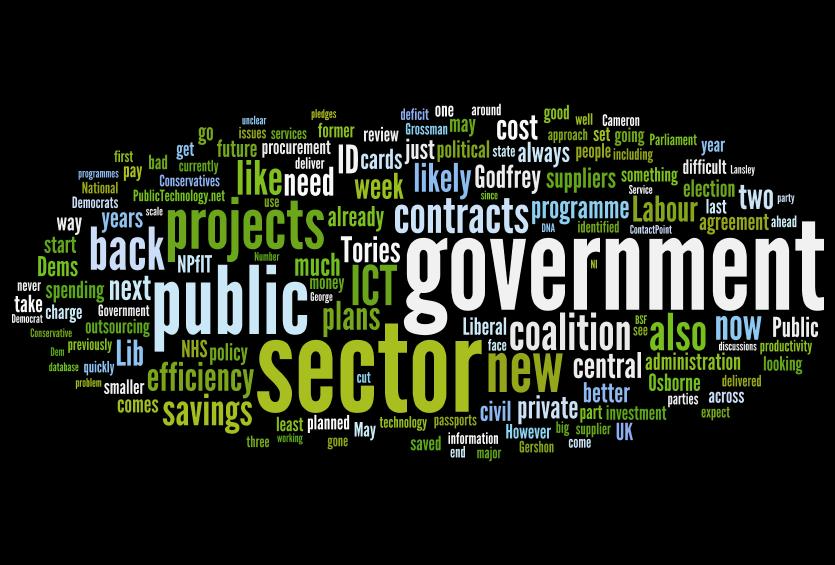 unclear
pledges
deficit
one
around
good
well
Cameron
go
issues
services
former
review
Grossman
may
cost
approach
set
going
Parliament
get
future
procurement
just
political
state
always
people
including
year
first
pay
bad
currently
deliver
ID
cards
difficult
Lansley
programmes
National
Conservatives
like
need
week
likely
Godfrey
suppliers
something
election
two
party
Democrats
PublicTechnology.net
use
since
Service
way
years
scale
projects
already
contracts
programme
Labour
last
agreement
ahead
DNA
identified
ContactPoint
start
back
Tories
government
Dems
NPfIT
Number
much
ICT
NI
never
spending
next
public
money
George
take
charge
Government
plans
Democrat
Conservative
outsourcing
Liberal
coalition
BSF
see
also
now
Public
face
discussions
productivity
Dem
previously
Lib
NHS
policy
sector
new
central
administration
looking
database
quickly
problem
smaller
efficiency
cut
Osborne
delivered
better
parties
across
comes
savings
civil
private
part
investment
expect
least
planned
May
technology
passports
However
big
supplier
UK
three
working
gone
saved
information
end
major
Gershon
come